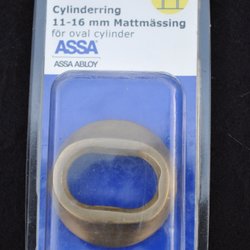 Cylinderring
11-16 mm Mattmässing
för oval cylinder
ASSA
ASSA ABLOY